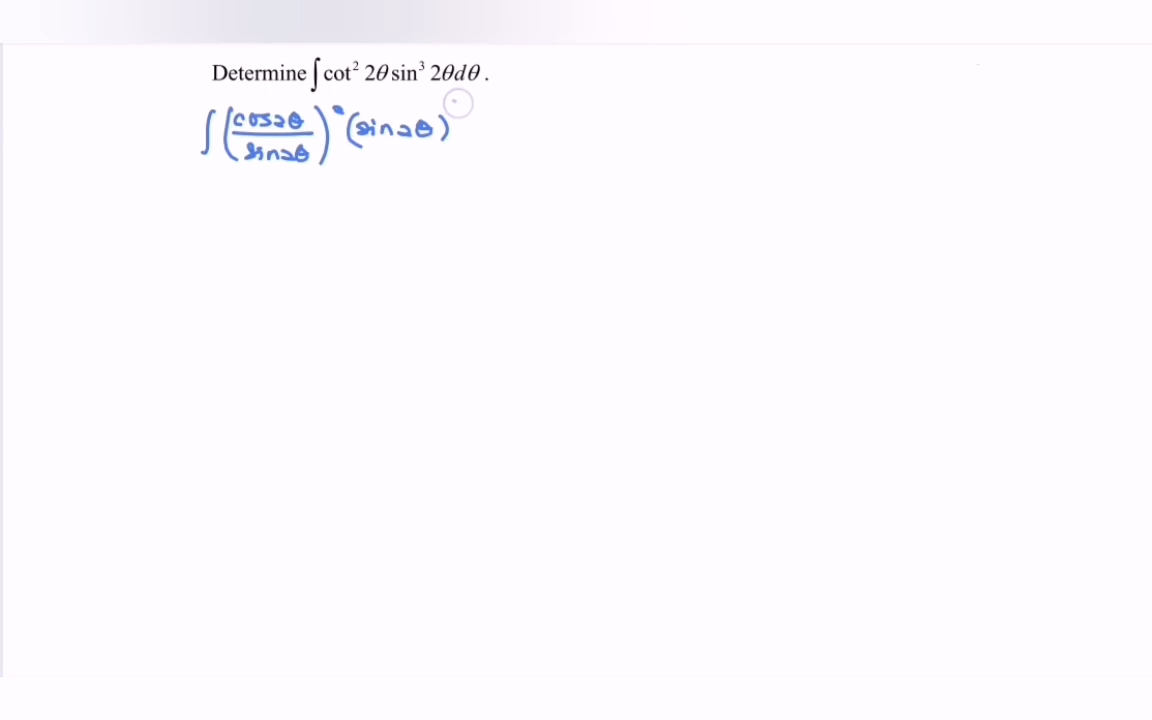 Determine ∫cot² 2θ sin³ 2θdθ.
∫(cos2θ/sin2θ)² (sin2θ)